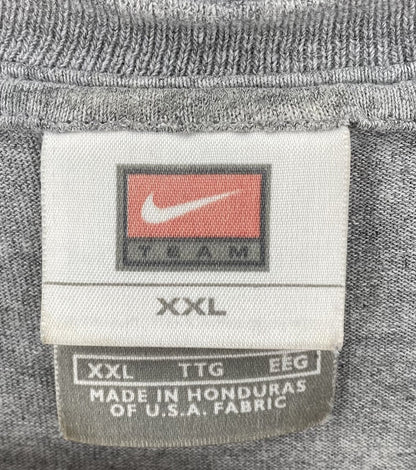 TEAM
XXL
XXL TTG EEG
MADE IN HONDURAS
OF U.S.A. FABRIC